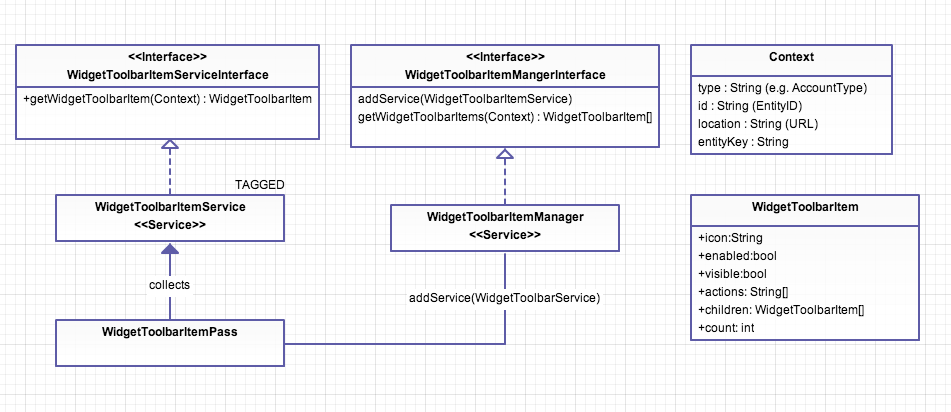 <<Interface>>
WidgetToolbarItemServiceInterface
+getWidgetToolbarItem(Context) : WidgetToolbarItem
<<Interface>>
WidgetToolbarItemMangerInterface
addService(WidgetToolbarItemService)
getWidgetToolbarItems(Context) : WidgetToolbarItem[]
Context
type : String (e.g. AccountType)
id : String (EntityID)
location : String (URL)
entityKey : String
TAGGED
WidgetToolbarItemService
<<Service>>
WidgetToolbarItemManager
<<Service>>
WidgetToolbarItem
+icon:String
+enabled:bool
+visible:bool
+actions: String[]
+children: WidgetToolbarItem[]
+count: int
collects
addService(WidgetToolbarService)
WidgetToolbarItemPass